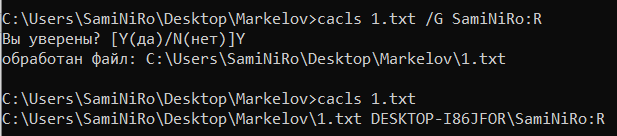 C:\Users\SamiNiRo\Desktop\Markelov>cacls 1.txt /G SamiNiRo:R
Вы уверены? [Y(да)/N(нет)]Y
обработан файл: C:\Users\SamiNiRo\Desktop\Markelov\1.txt
C:\Users\SamiNiRo\Desktop\Markelov>cacls 1.txt
C:\Users\SamiNiRo\Desktop\Markelov\1.txt DESKTOP-I86JFOR\SamiNiRo:R